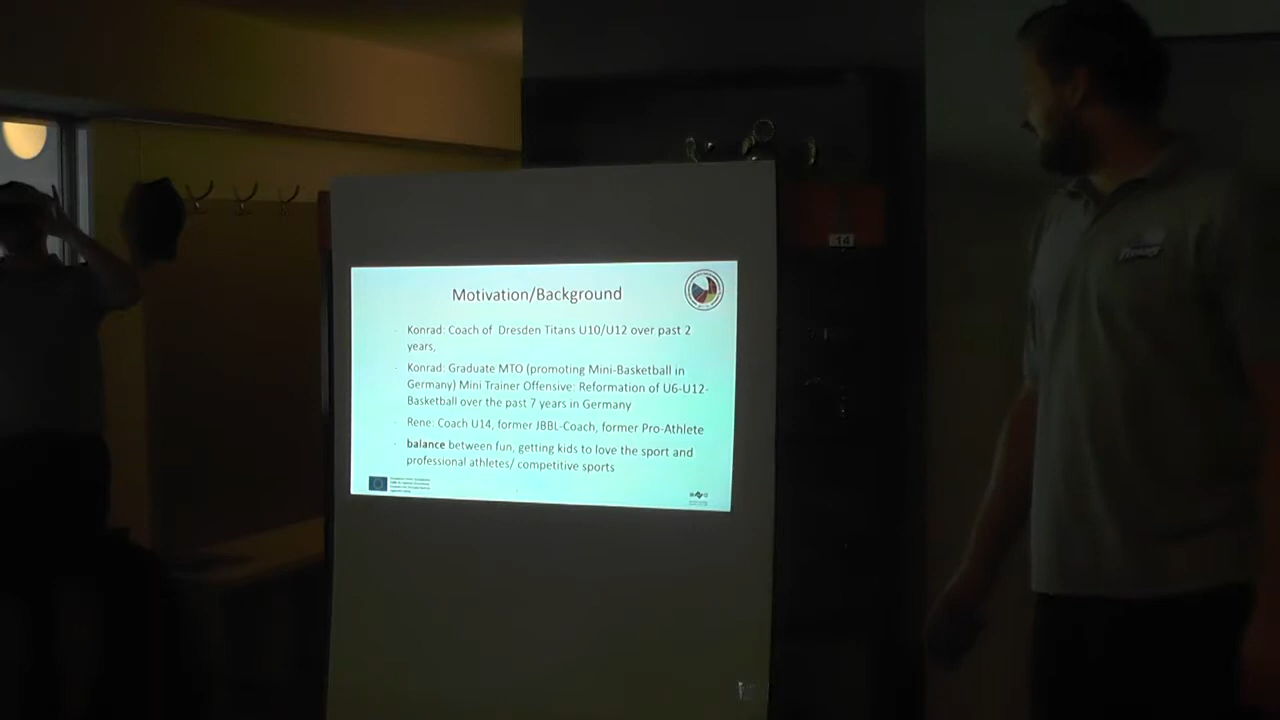 14
Motivation/Background
Konrad: Coach of Dresden Titans U10/U12 over past 2
years,
Konrad: Graduate MTO (promoting Mini-Basketball in
Germany) Mini Trainer Offensive: Reformation of U6-U12-
Basketball over the past 7 years in Germany
Rene: Coach U14, former JBBL-Coach, former Pro-Athlete
balance between fun, getting kids to love the sport and
professional athletes/ competitive sports